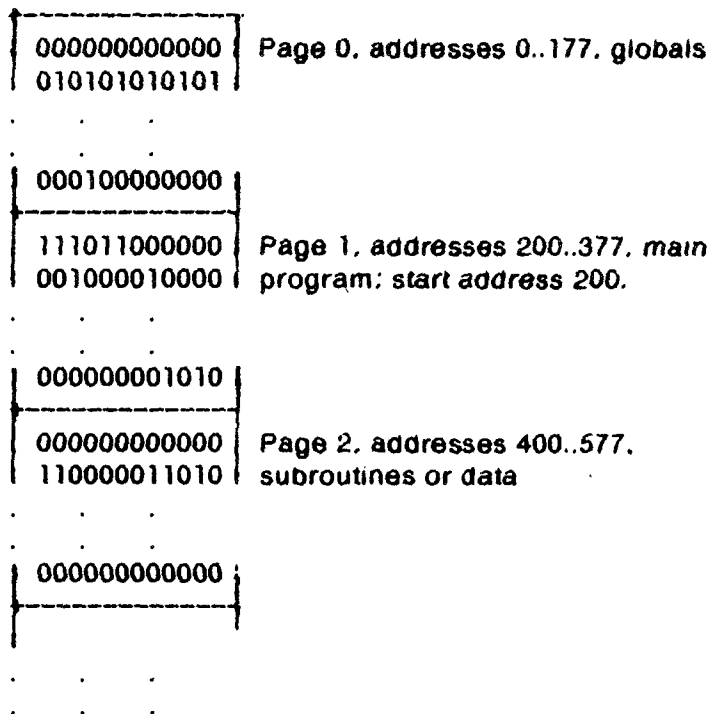 000000000000 Page 0, addresses 0..177, globals
010101010101
. . .
. . .
000100000000
111011000000 Page 1, addresses 200..377, main
001000010000 program; start address 200.
. . .
. . .
000000001010
000000000000 Page 2, addresses 400..577,
110000011010 subroutines or data
. . .
. . .
000000000000
. . .
. . .